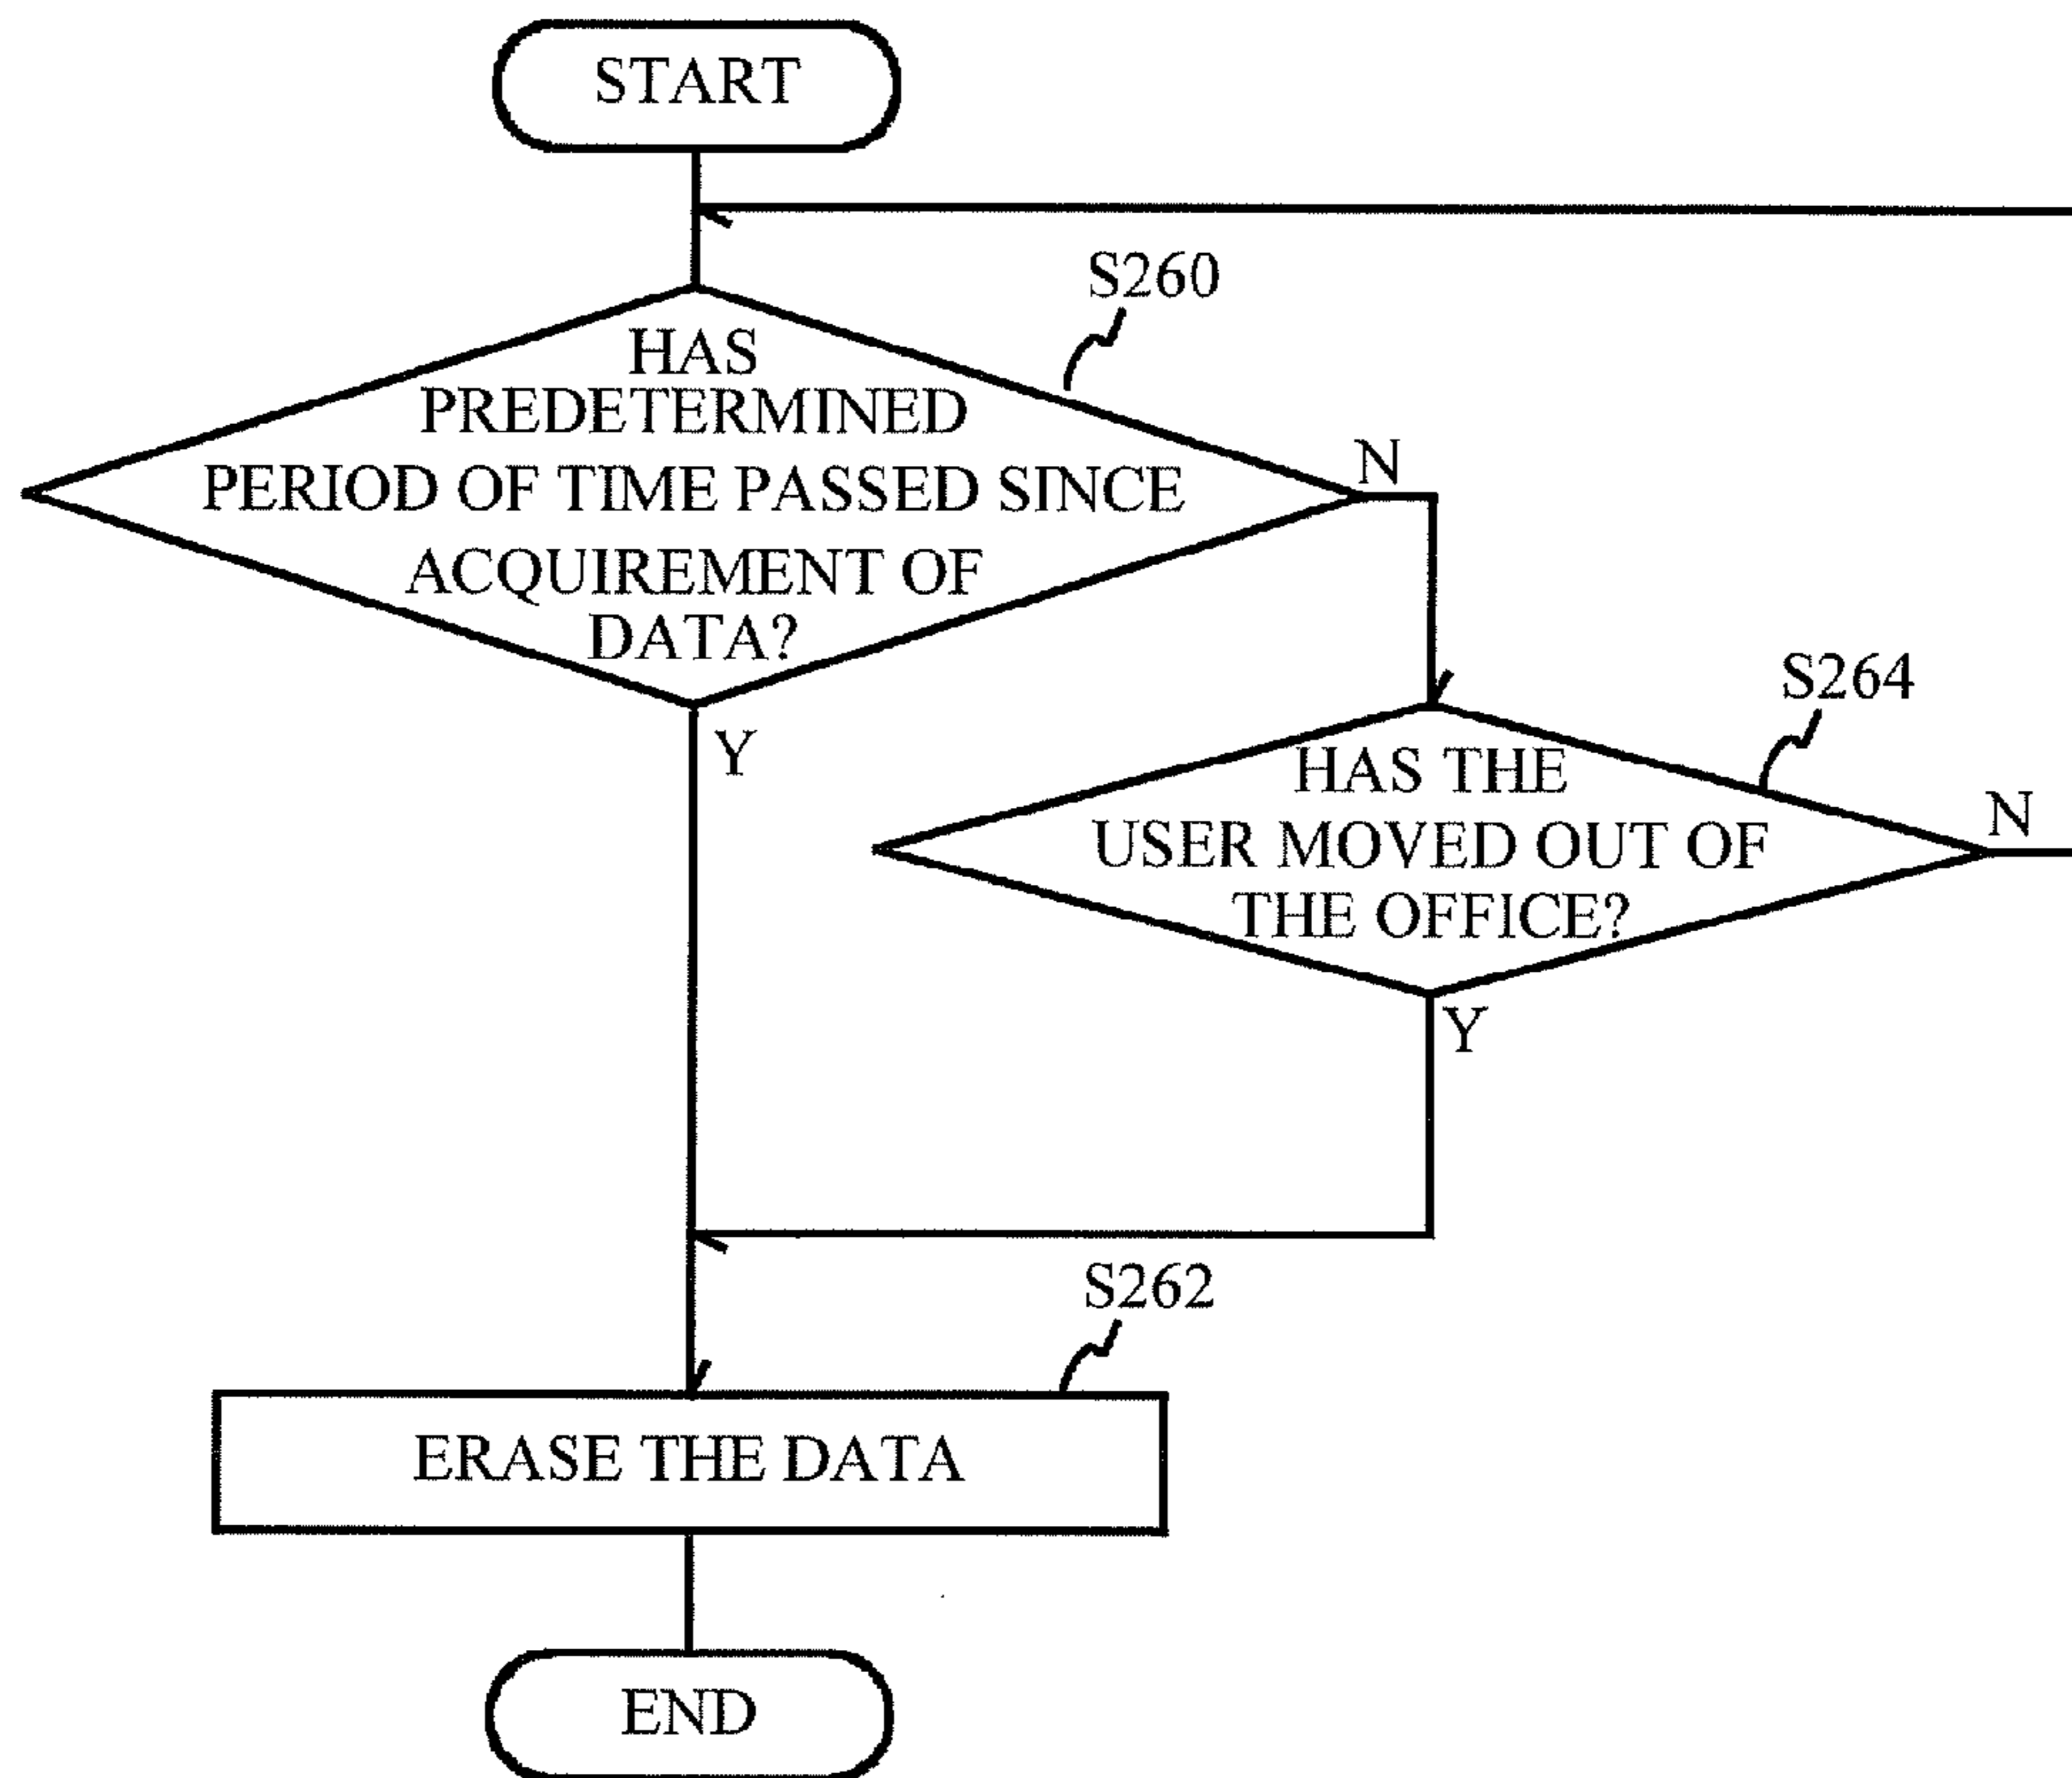 START
S260
HAS
PREDETERMINED
PERIOD OF TIME PASSED SINCE
ACQUIREMENT OF
DATA?
N
Y
S264
HAS THE
USER MOVED OUT OF
THE OFFICE?
N
Y
S262
ERASE THE DATA
END